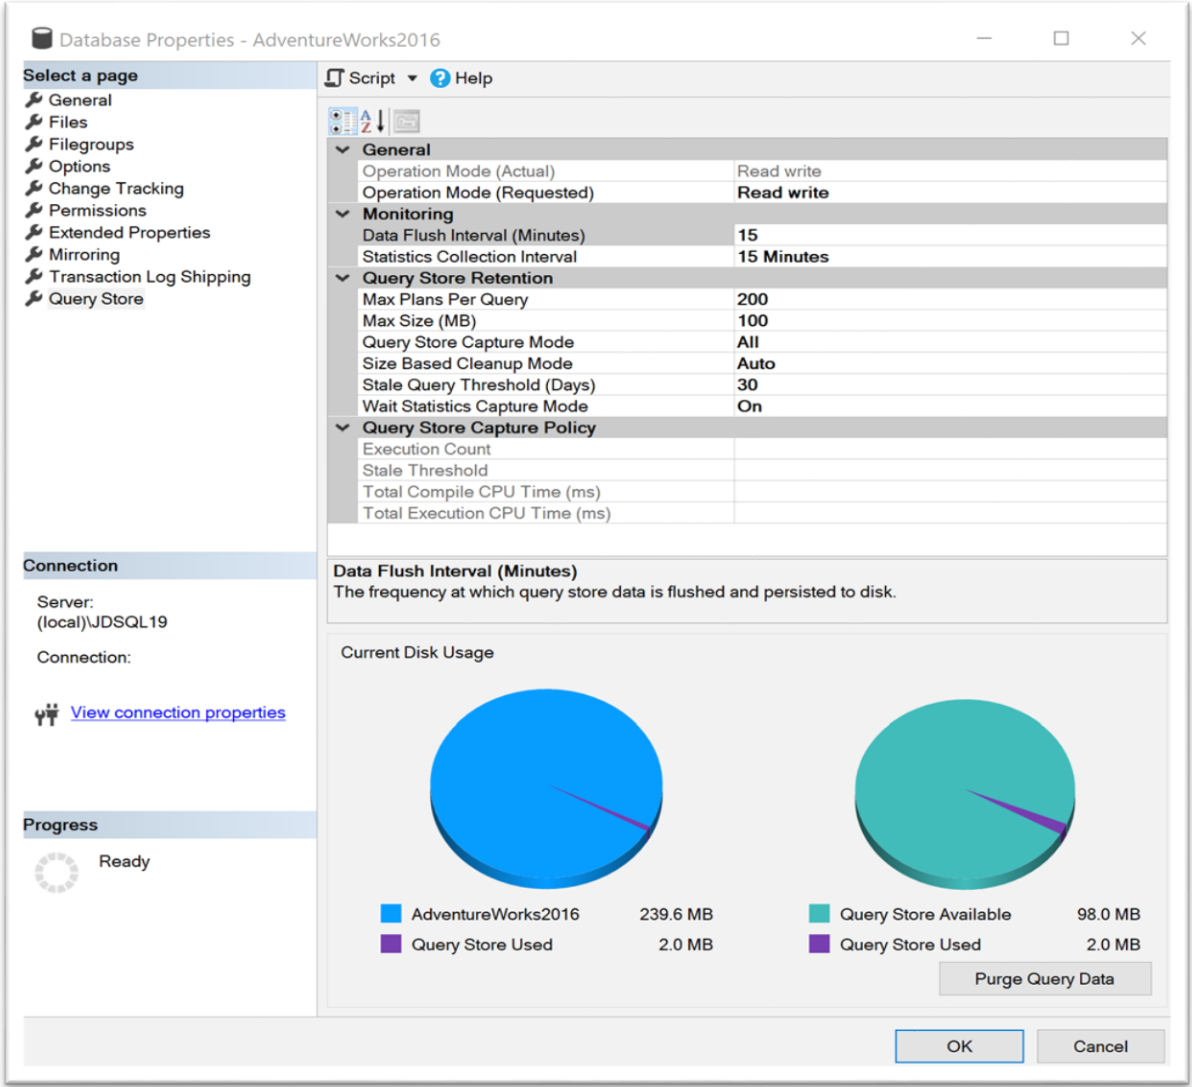 Database Properties - AdventureWorks2016
Select a page
General
Files
Filegroups
Options
Change Tracking
Permissions
Extended Properties
Mirroring
Transaction Log Shipping
Query Store
Connection
Server:
(local)\JDSQL19
Connection:
View connection properties
Progress
Ready
Script Help
General
Operation Mode (Actual) Read write
Operation Mode (Requested) Read write
Monitoring
Data Flush Interval (Minutes) 15
Statistics Collection Interval 15 Minutes
Query Store Retention
Max Plans Per Query 200
Max Size (MB) 100
Query Store Capture Mode All
Size Based Cleanup Mode Auto
Stale Query Threshold (Days) 30
Wait Statistics Capture Mode On
Query Store Capture Policy
Execution Count
Stale Threshold
Total Compile CPU Time (ms)
Total Execution CPU Time (ms)
Data Flush Interval (Minutes)
The frequency at which query store data is flushed and persisted to disk.
Current Disk Usage
AdventureWorks2016 239.6 MB
Query Store Used 2.0 MB
Query Store Available 98.0 MB
Query Store Used 2.0 MB
Purge Query Data
OK Cancel